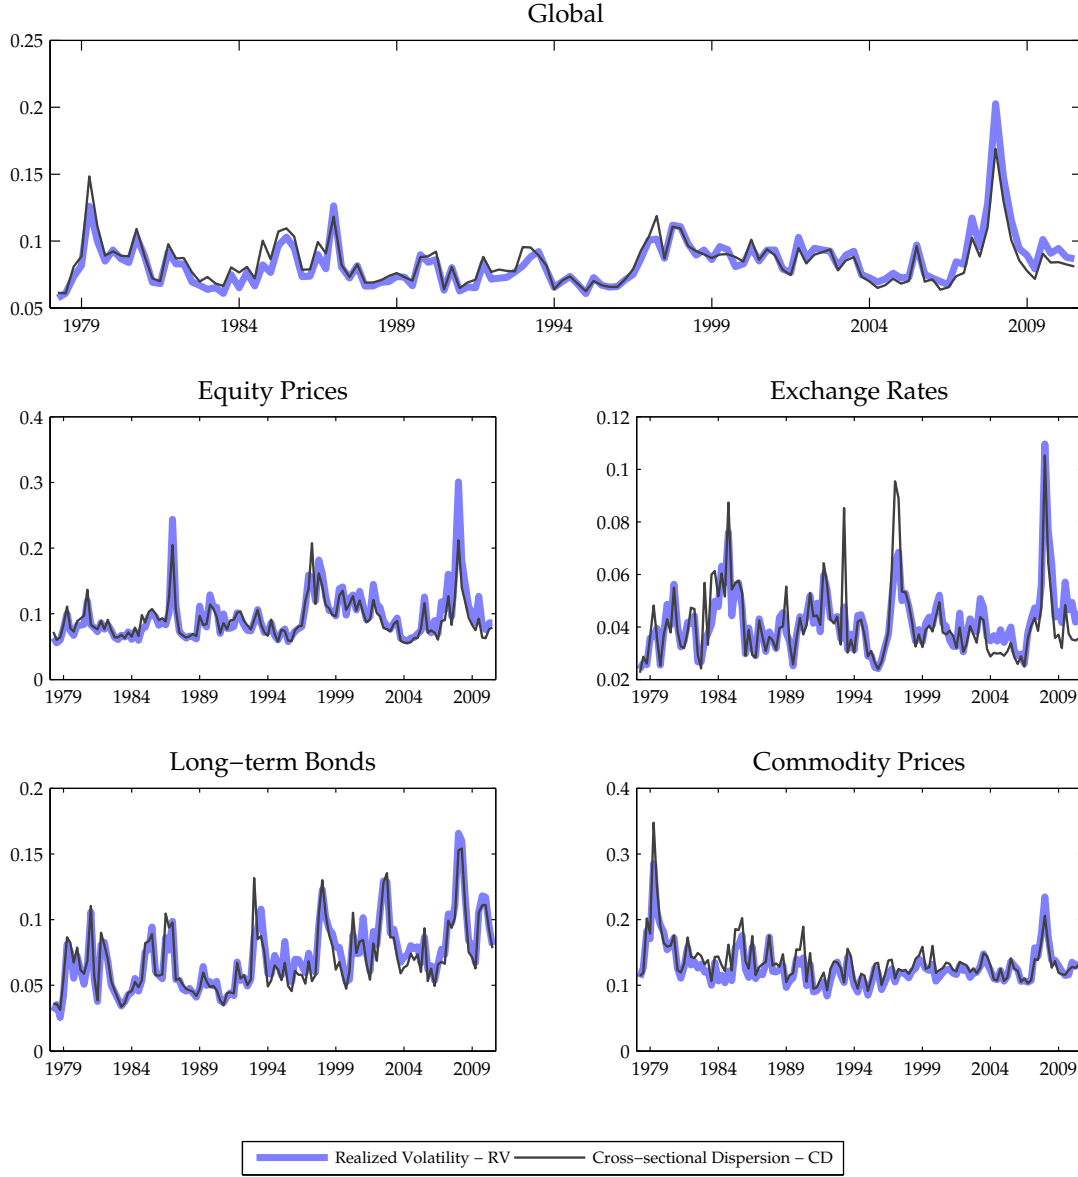 Global
0.25
0.2
0.15
0.1
0.05
1979 1984 1989 1994 1999 2004 2009
Equity Prices
0.4
0.3
0.2
0.1
0
1979 1984 1989 1994 1999 2004 2009
Exchange Rates
0.12
0.1
0.08
0.06
0.04
0.02
1979 1984 1989 1994 1999 2004 2009
Long−term Bonds
0.2
0.15
0.1
0.05
0
1979 1984 1989 1994 1999 2004 2009
Commodity Prices
0.4
0.3
0.2
0.1
0
1979 1984 1989 1994 1999 2004 2009
Realized Volatility − RV Cross−sectional Dispersion − CD